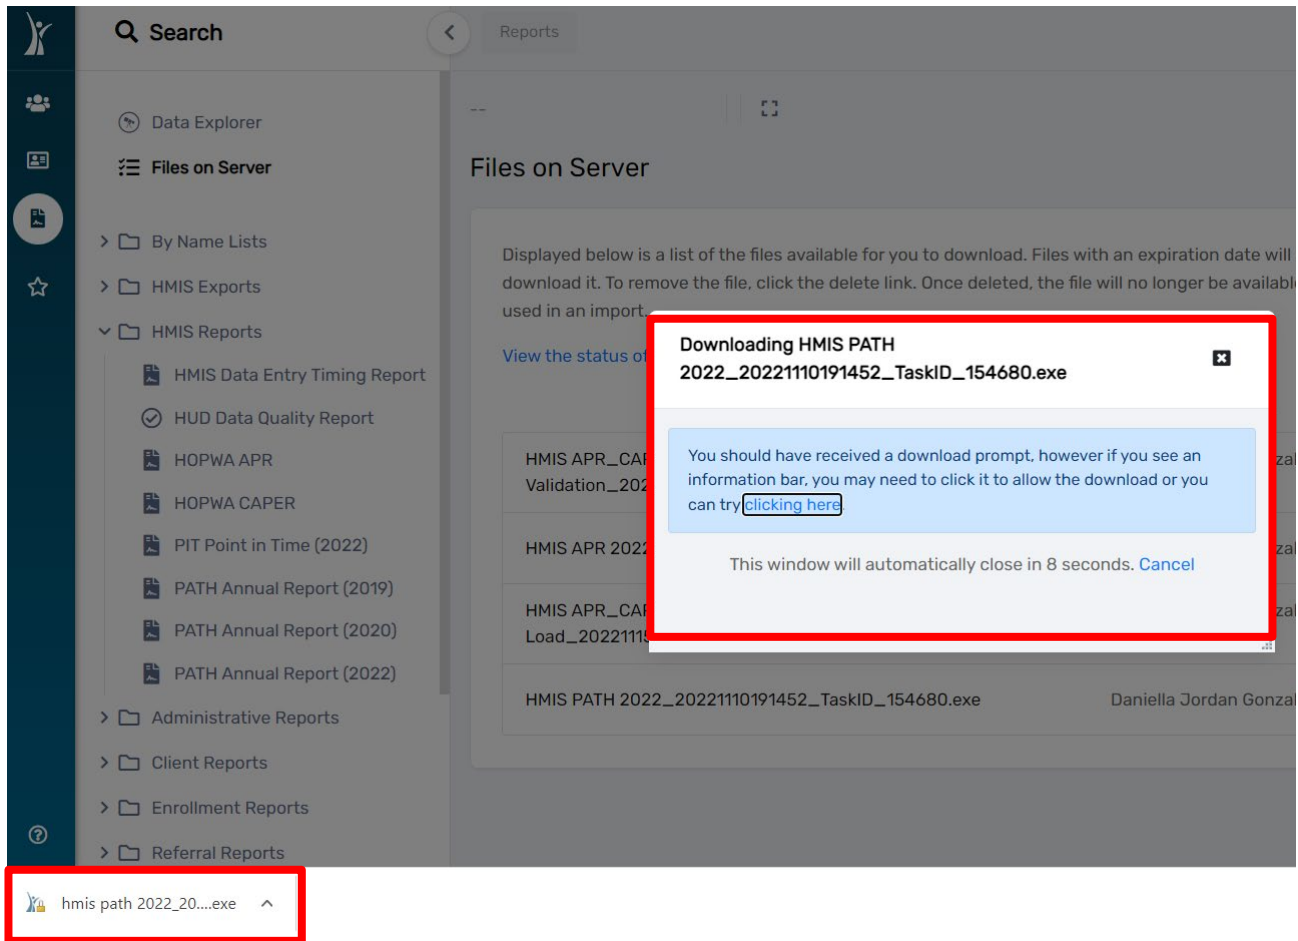 Search
Reports
Data Explorer
Files on Server
By Name Lists
HMIS Exports
HMIS Reports
HMIS Data Entry Timing Report
HUD Data Quality Report
HOPWA APR
HOPWA CAPER
PIT Point in Time (2022)
PATH Annual Report (2019)
PATH Annual Report (2020)
PATH Annual Report (2022)
Administrative Reports
Client Reports
Enrollment Reports
Referral Reports
--
Files on Server
Displayed below is a list of the files available for you to download. Files with an expiration date will
download it. To remove the file, click the delete link. Once deleted, the file will no longer be available
used in an import.
View the status of
HMIS APR_CAP
Validation_202
HMIS APR 2022
HMIS APR_CAP
Load_20221115
HMIS PATH 2022_20221110191452_TaskID_154680.exe
Daniella Jordan Gonzal
Downloading HMIS PATH
2022_20221110191452_TaskID_154680.exe
You should have received a download prompt, however if you see an
information bar, you may need to click it to allow the download or you
can try clicking here.
This window will automatically close in 8 seconds. Cancel
hmis path 2022_20....exe